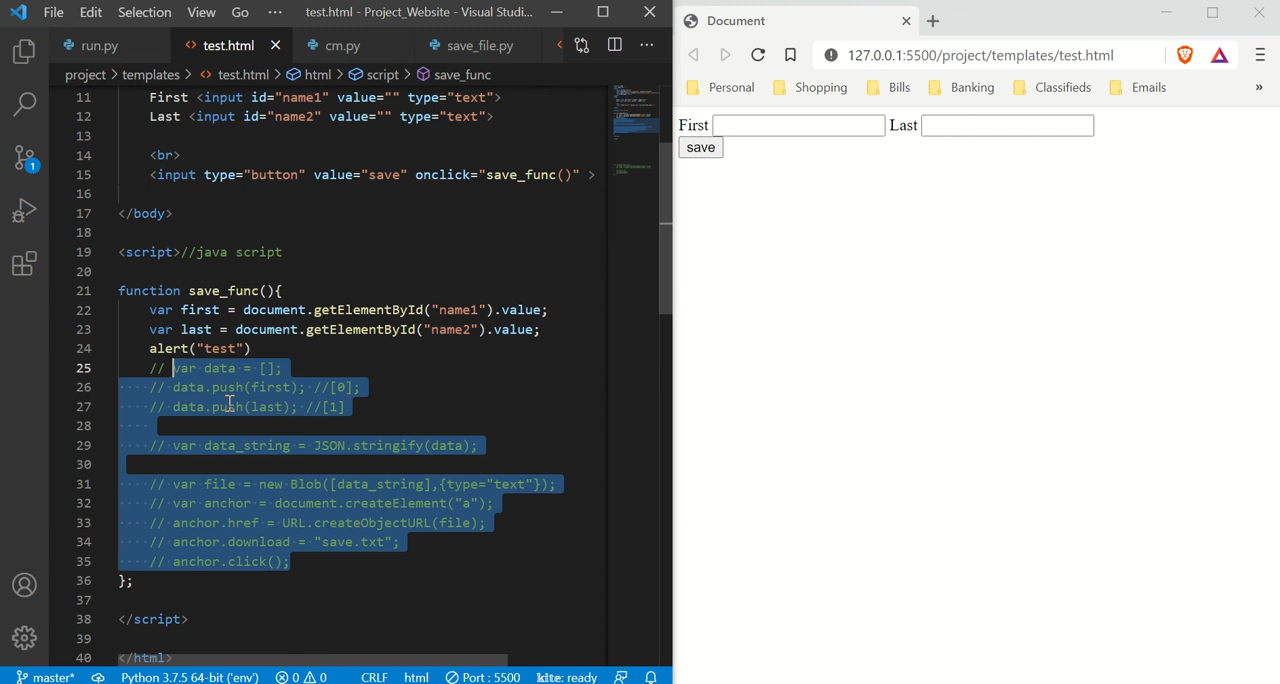 File Edit Selection View Go ··· test.html - Project_Website - Visual Studi...
run.py test.html cm.py save_file.py
project > templates > test.html > html > script > save_func
11 First <input id="name1" value="" type="text">
12 Last <input id="name2" value="" type="text">
13
14 <br>
15 <input type="button" value="save" onclick="save_func()" >
16
17 </body>
18
19 <script>//java script
20
21 function save_func(){
22 var first = document.getElementById("name1").value;
23 var last = document.getElementById("name2").value;
24 alert("test")
25 // var data = [];
26 // data.push(first); //[0];
27 // data.push(last); //[1]
28
29 // var data_string = JSON.stringify(data);
30
31 // var file = new Blob([data_string],{type="text"});
32 // var anchor = document.createElement("a");
33 // anchor.href = URL.createObjectURL(file);
34 // anchor.download = "save.txt";
35 // anchor.click();
36 };
37
38 </script>
39
40 </html>
1
master* Python 3.7.5 64-bit ('env') 0 0 CRLF html Port : 5500 kite: ready
Document
127.0.0.1:5500/project/templates/test.html
Personal Shopping Bills Banking Classifieds Emails »
First Last
save